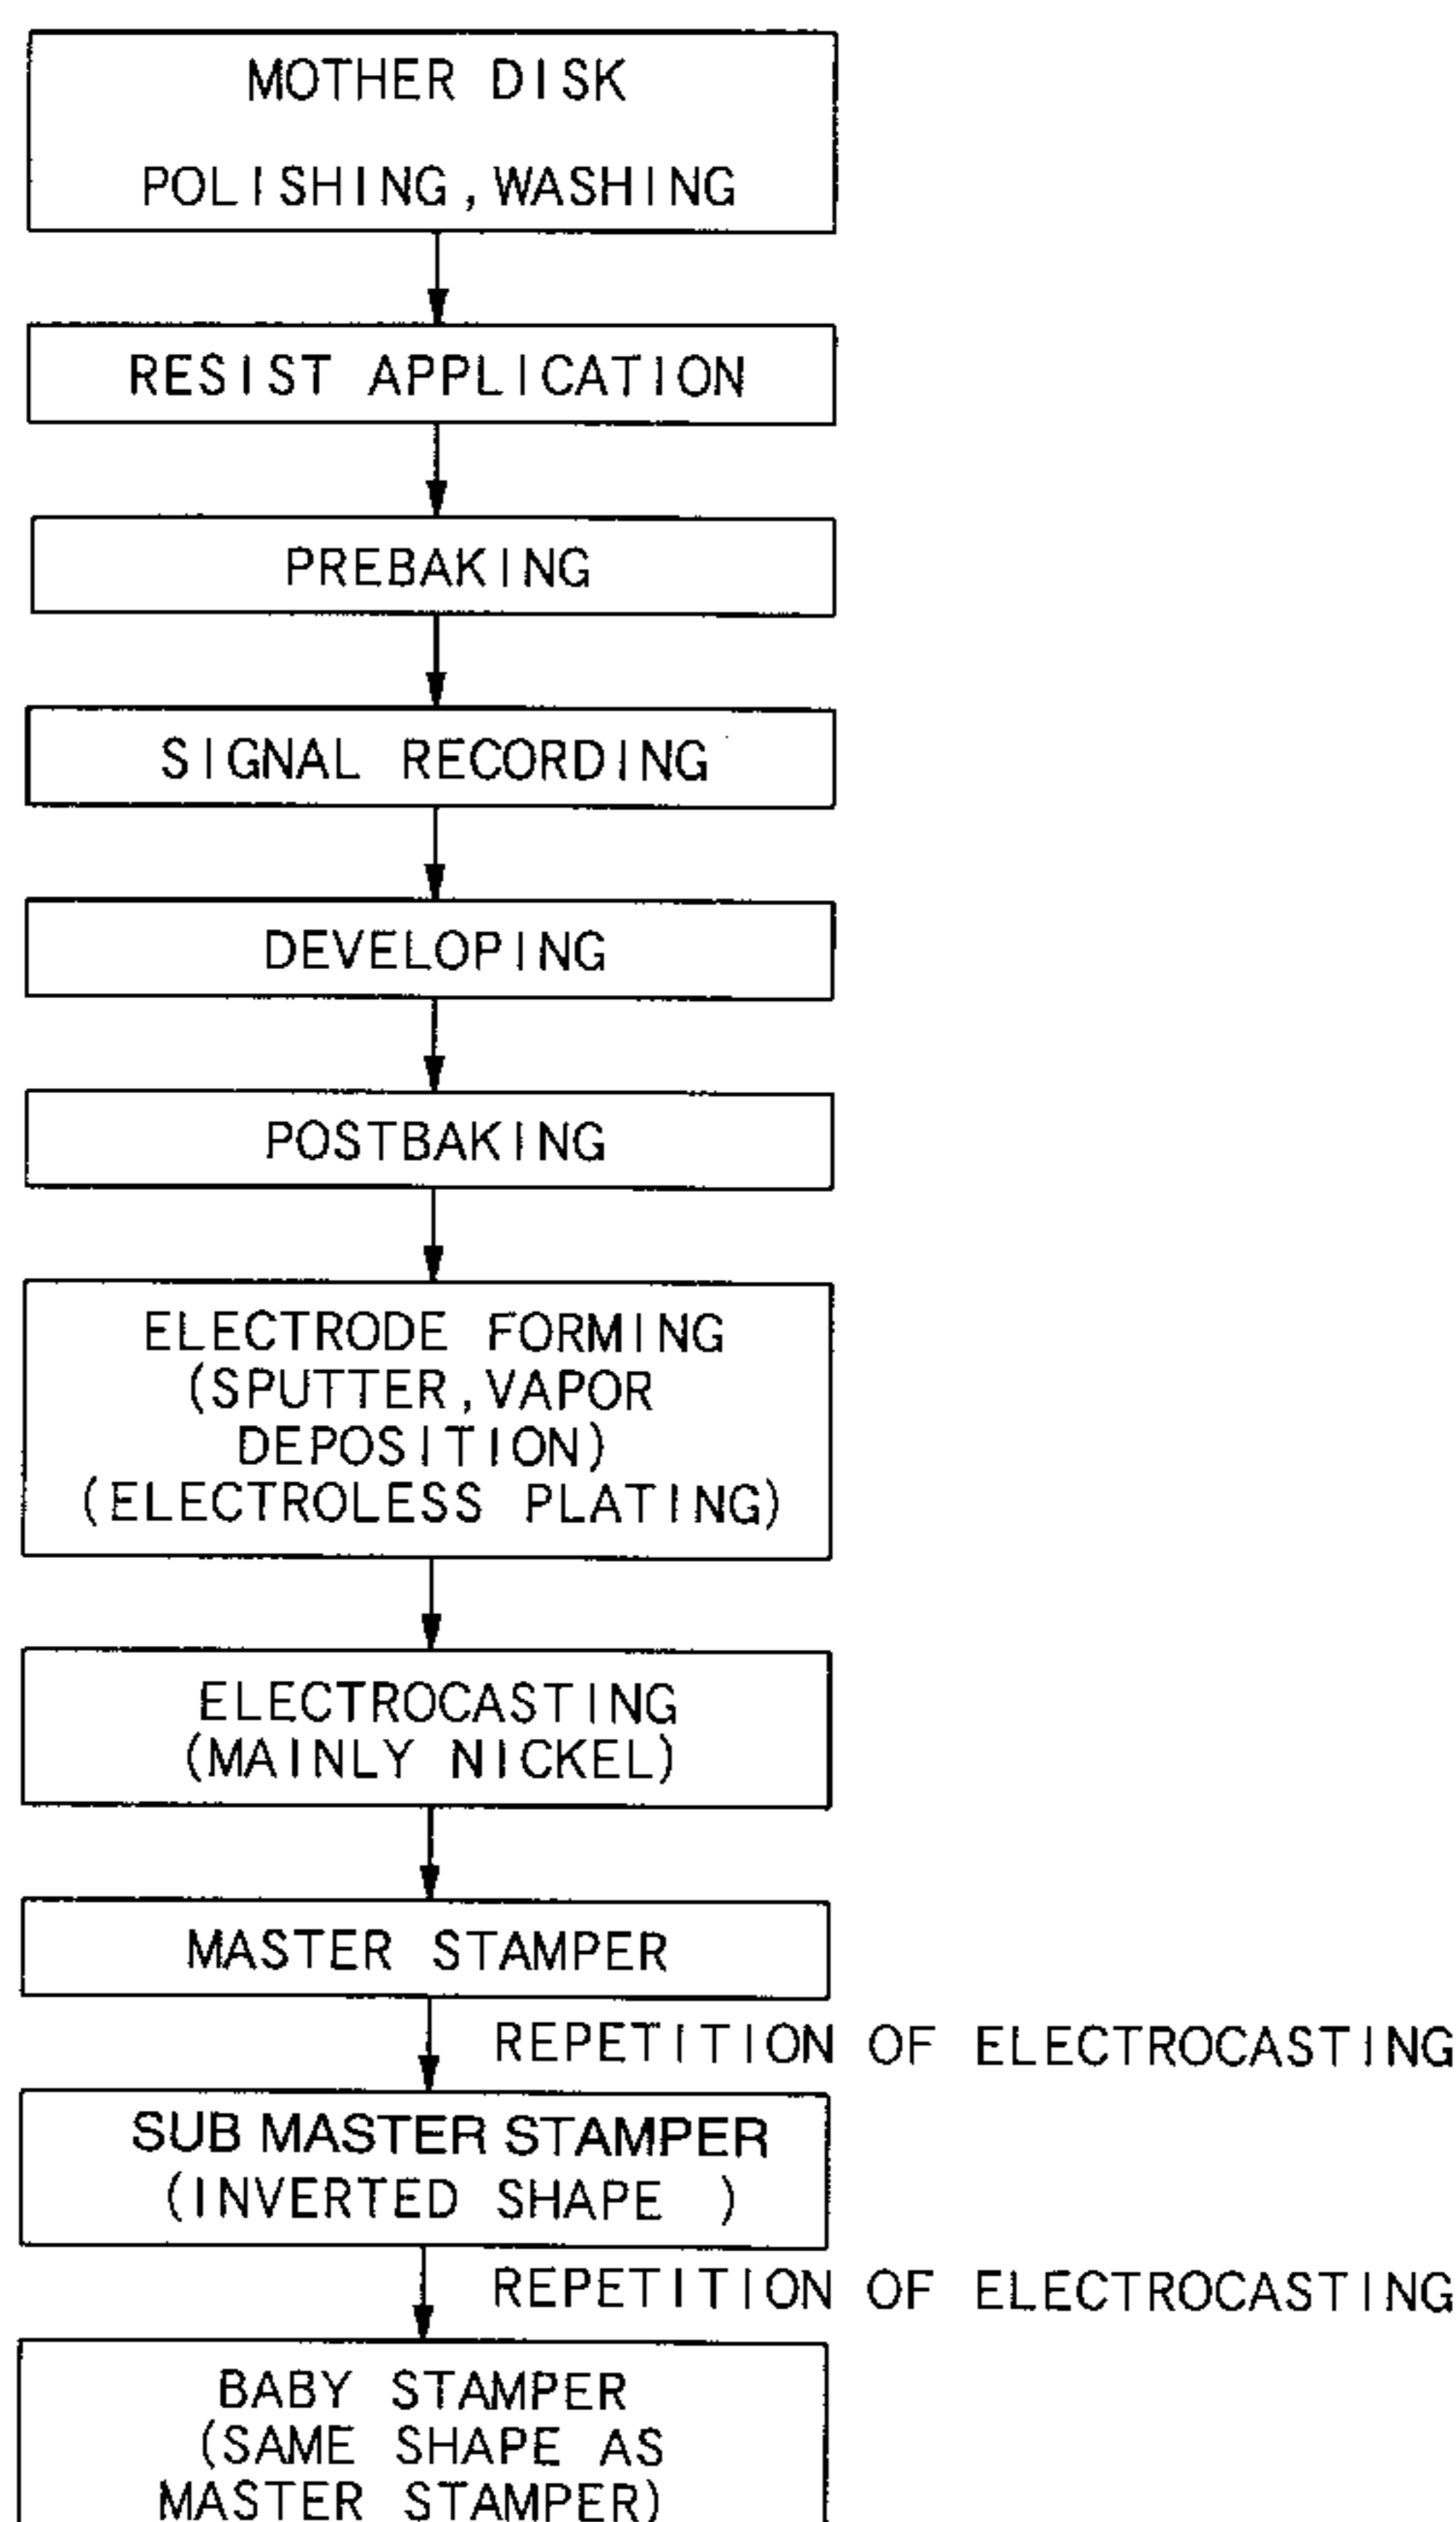 MOTHER DISK
POLISHING, WASHING
RESIST APPLICATION
PREBAKING
SIGNAL RECORDING
DEVELOPING
POSTBAKING
ELECTRODE FORMING
(SPUTTER, VAPOR
DEPOSITION)
(ELECTROLESS PLATING)
ELECTROCASTING
(MAINLY NICKEL)
MASTER STAMPER
REPETITION OF ELECTROCASTING
SUB MASTER STAMPER
(INVERTED SHAPE )
REPETITION OF ELECTROCASTING
BABY STAMPER
(SAME SHAPE AS
MASTER STAMPER)